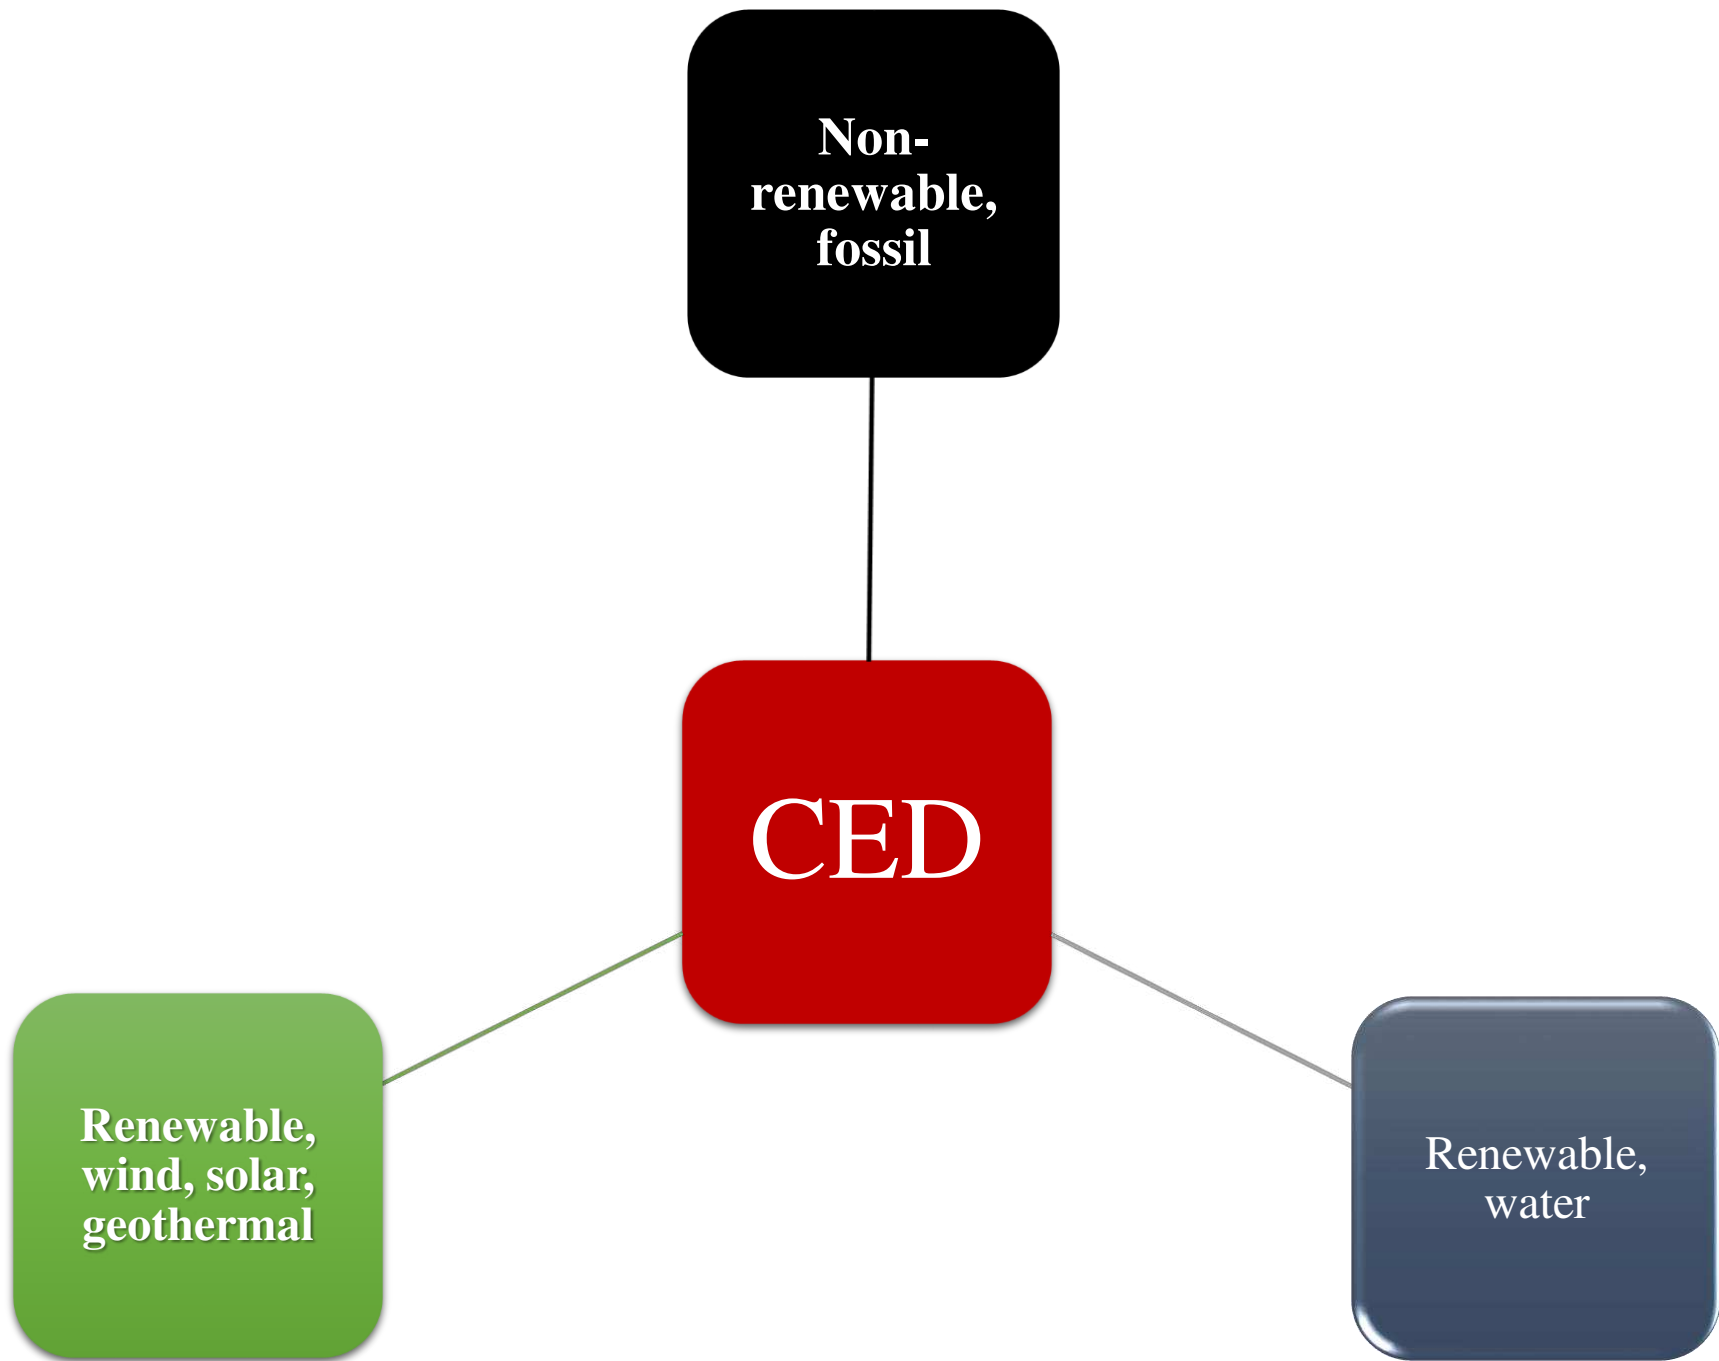 Non-
renewable,
fossil
CED
Renewable,
wind, solar,
geothermal
Renewable,
water